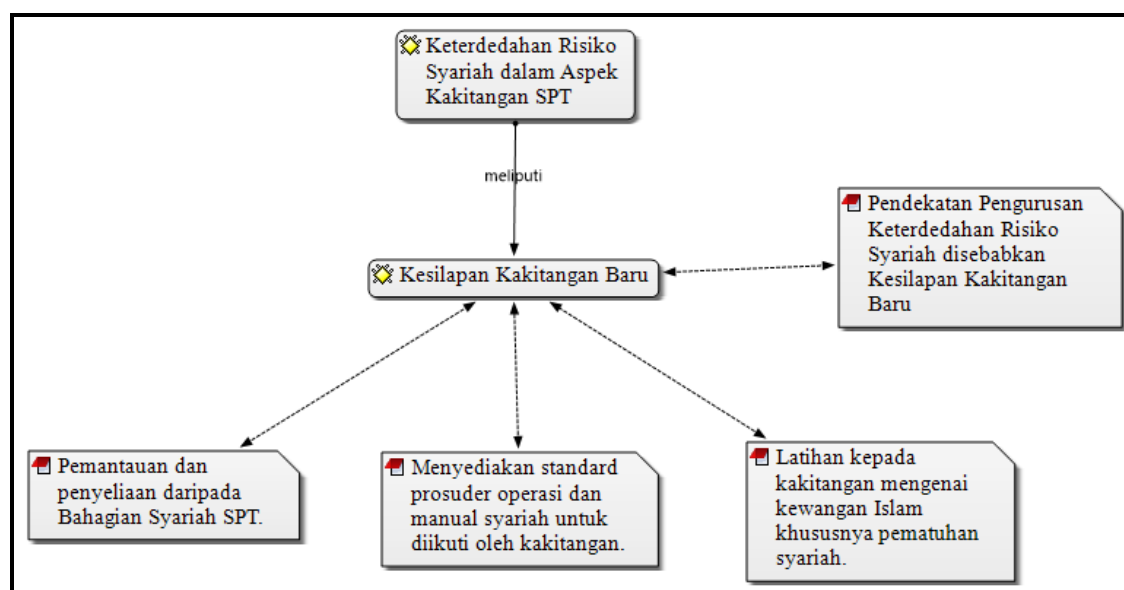 Keterdedahan Risiko
Syariah dalam Aspek
Kakitangan SPT
meliputi
Kesilapan Kakitangan Baru
Pendekatan Pengurusan
Keterdedahan Risiko
Syariah disebabkan
Kesilapan Kakitangan
Baru
Pemantauan dan
penyeliaan daripada
Bahagian Syariah SPT.
Menyediakan standard
prosuder operasi dan
manual syariah untuk
diikuti oleh kakitangan.
Latihan kepada
kakitangan mengenai
kewangan Islam
khususnya pematuhan
syariah.